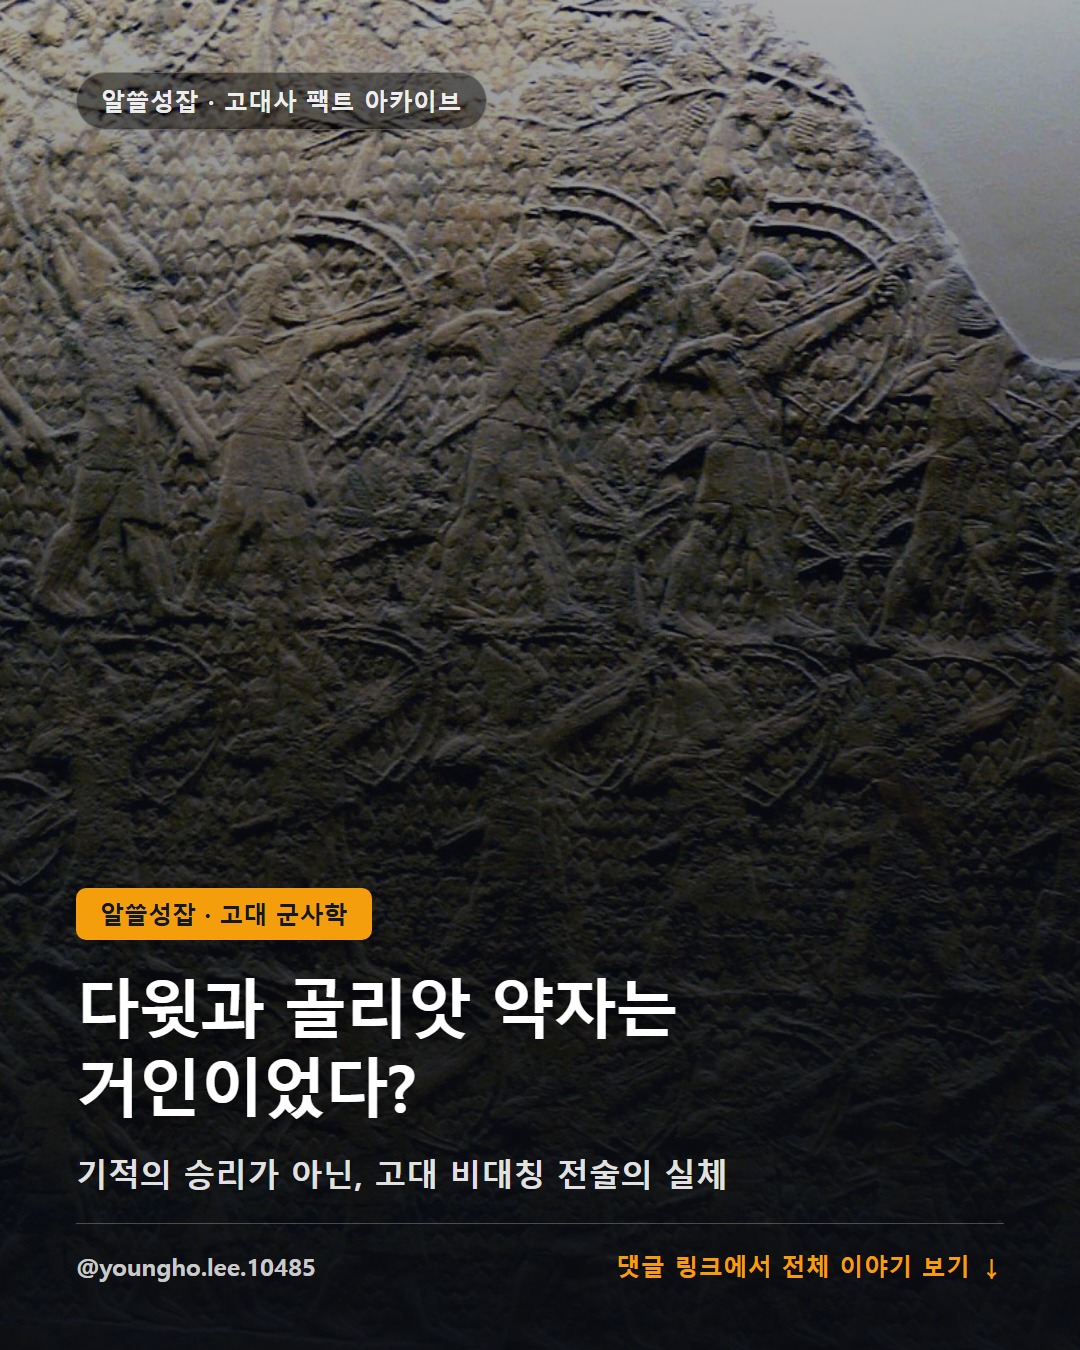 알쓸성잡 · 고대사 팩트 아카이브
알쓸성잡 · 고대 군사학
다윗과 골리앗 약자는
거인이었다?
기적의 승리가 아닌, 고대 비대칭 전술의 실체
@youngho.lee.10485
댓글 링크에서 전체 이야기 보기 ↓